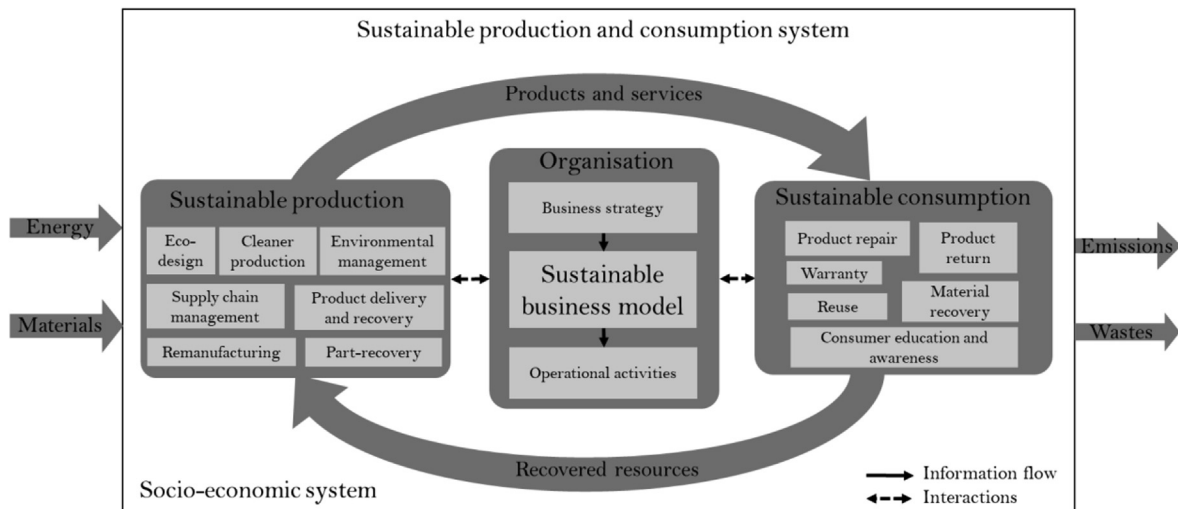 Sustainable production and consumption system
Products and services
Organisation
Sustainable production
Sustainable consumption
Energy
Materials
Eco-
design
Cleaner
production
Environmental
management
Supply chain
management
Product delivery
and recovery
Remanufacturing
Part-recovery
Business strategy
Sustainable
business model
Operational activities
Product repair
Product
return
Warranty
Reuse
Material
recovery
Consumer education and
awareness
Emissions
Wastes
Recovered resources
Socio-economic system
Information flow
Interactions